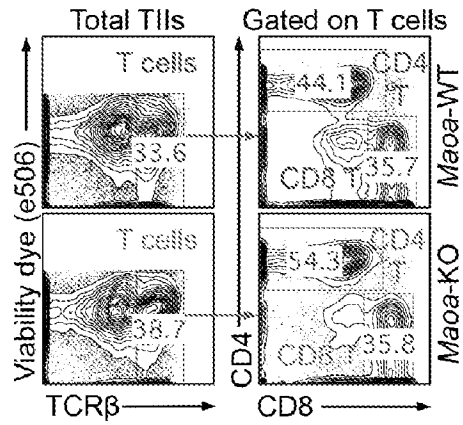 Total TIIs
Gated on T cells
T cells
33.6
CD4
T
44.1
CD8 T
35.7
Maoa-WT
T cells
38.7
CD4
T
54.3
CD8 T
35.8
Maoa-KO
Viability dye (e506)
CD4
TCRβ
CD8